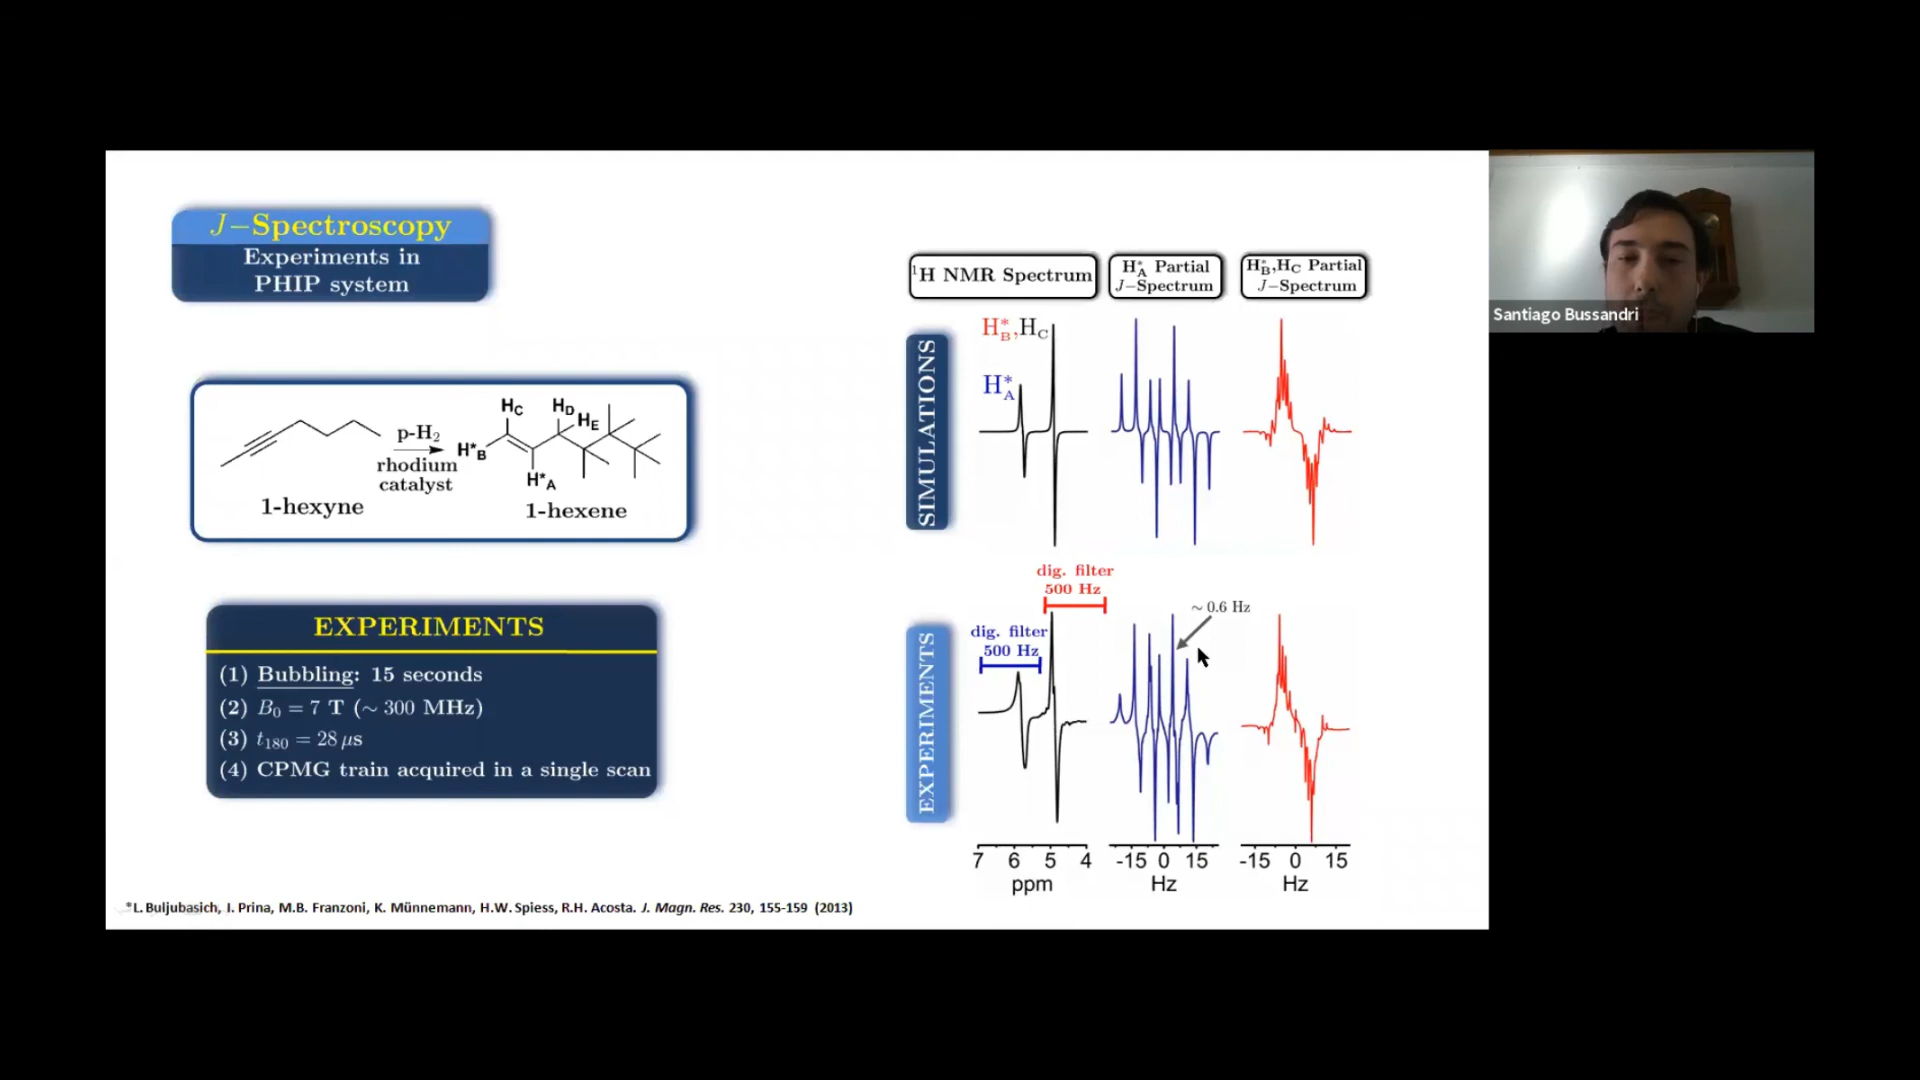 J–Spectroscopy
Experiments in
PHIP system
H_C
H_D
H_E
H*_B
H*_A
p-H₂
rhodium
catalyst
1-hexyne
1-hexene
EXPERIMENTS
(1) Bubbling: 15 seconds
(2) B₀ = 7 T (∼ 300 MHz)
(3) t₁₈₀ = 28 μs
(4) CPMG train acquired in a single scan
*L. Buljubasich, I. Prina, M.B. Franzoni, K. Münnemann, H.W. Spiess, R.H. Acosta. J. Magn. Res. 230, 155-159 (2013)
¹H NMR Spectrum
H*_A Partial
J–Spectrum
H*_B,H_C Partial
J–Spectrum
SIMULATIONS
H*_B,H_C
H*_A
EXPERIMENTS
dig. filter
500 Hz
dig. filter
500 Hz
∼ 0.6 Hz
7 6 5 4
ppm
-15 0 15
Hz
-15 0 15
Hz
Santiago Bussandri